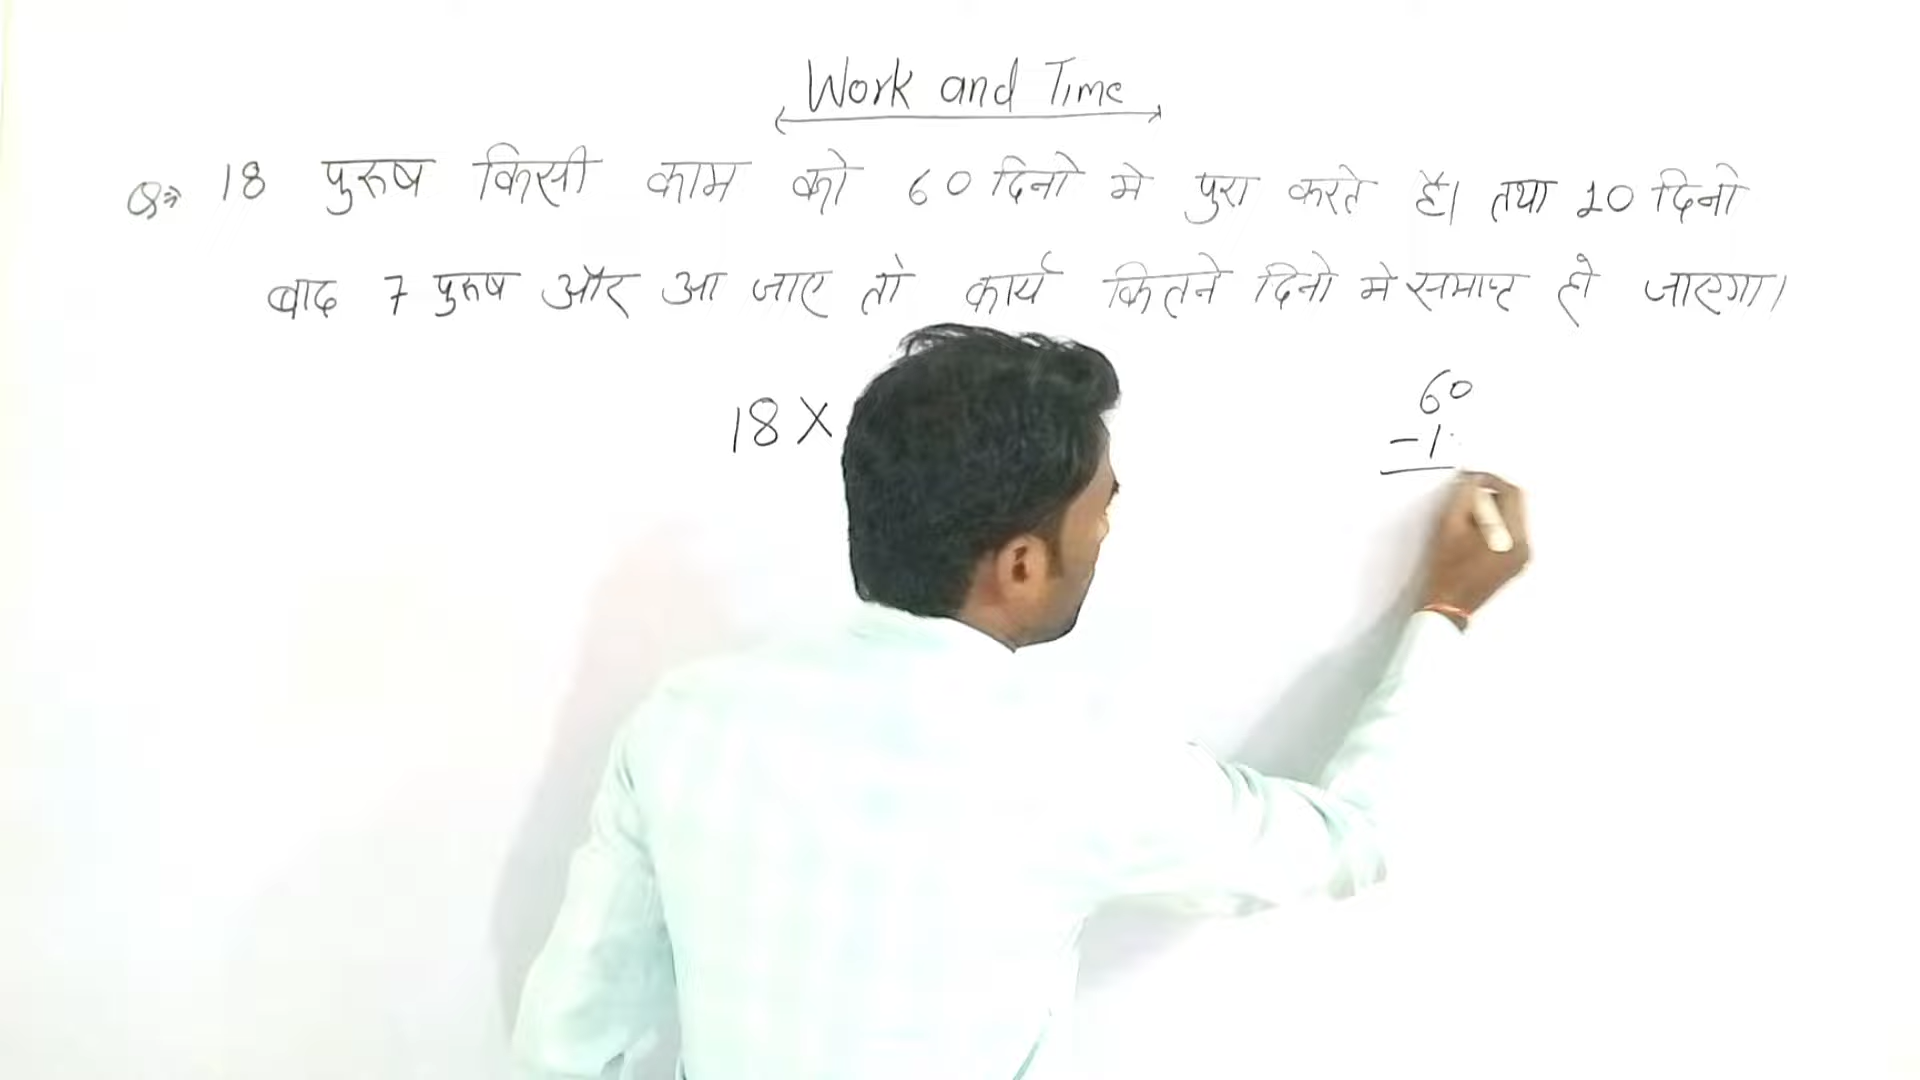 Work and Time
Q⇒ 18 पुरूष किसी काम को 60 दिनो मे पुरा करते है। तथा 10 दिनो
बाद 7 पुरूष और आ जाए तो कार्य कितने दिनो मे समाप्ट हो जाएगा।
18 X
60
-1